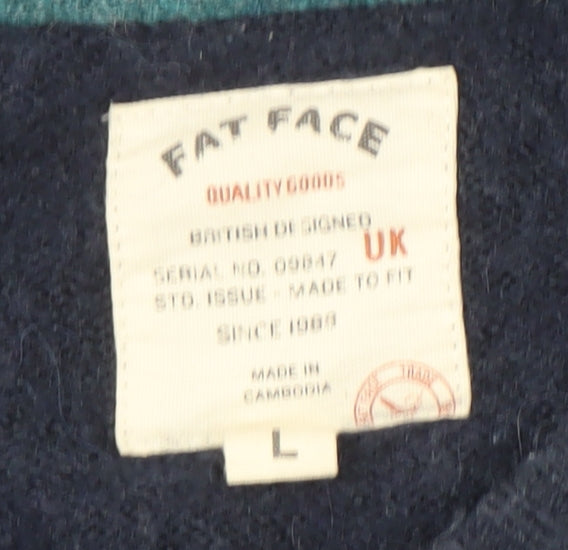 FAT FACE
QUALITY GOODS
BRITISH DESIGNED
UK
SERIAL NO. 09847
STD. ISSUE - MADE TO FIT
SINCE 1988
MADE IN
CAMBODIA
TRADE
L